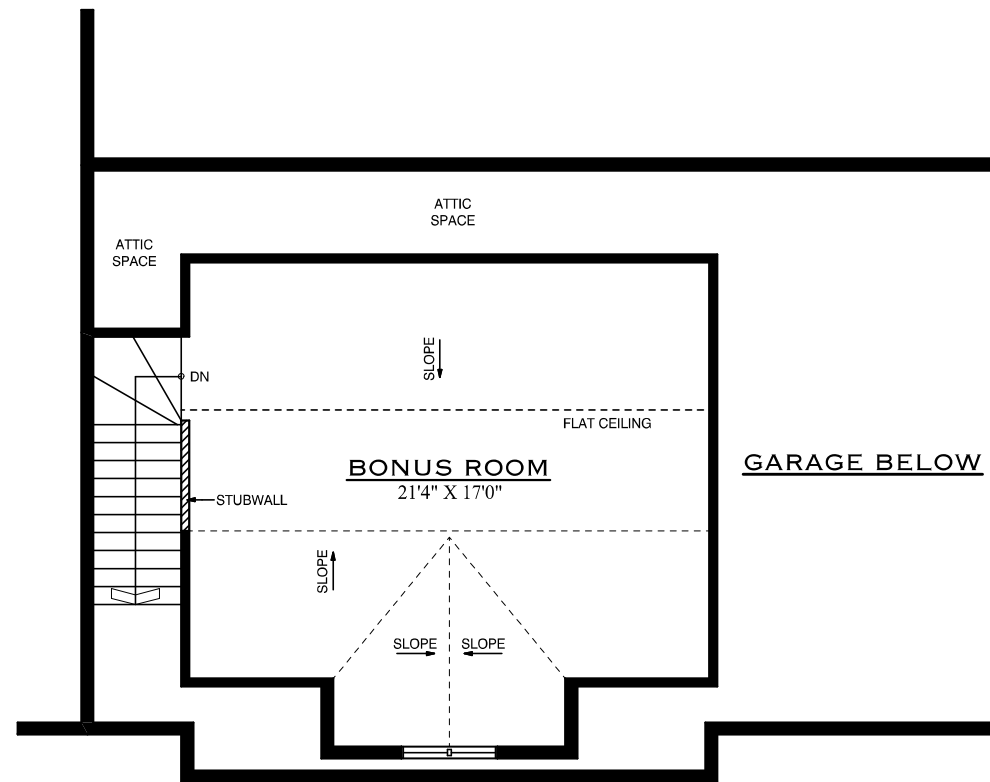 ATTIC
SPACE
ATTIC
SPACE
SLOPE
DN
FLAT CEILING
BONUS ROOM
21'4" X 17'0"
GARAGE BELOW
STUBWALL
SLOPE
SLOPE
SLOPE